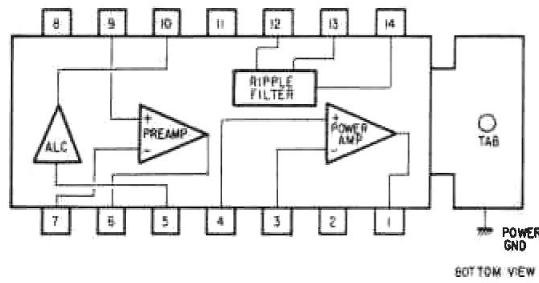 8 9 10 11 12 13 14
RIPPLE
FILTER
+
PREAMP
−
ALC
+
POWER
AMP
−
TAB
7 6 5 4 3 2 1
POWER
GND
BOTTOM VIEW